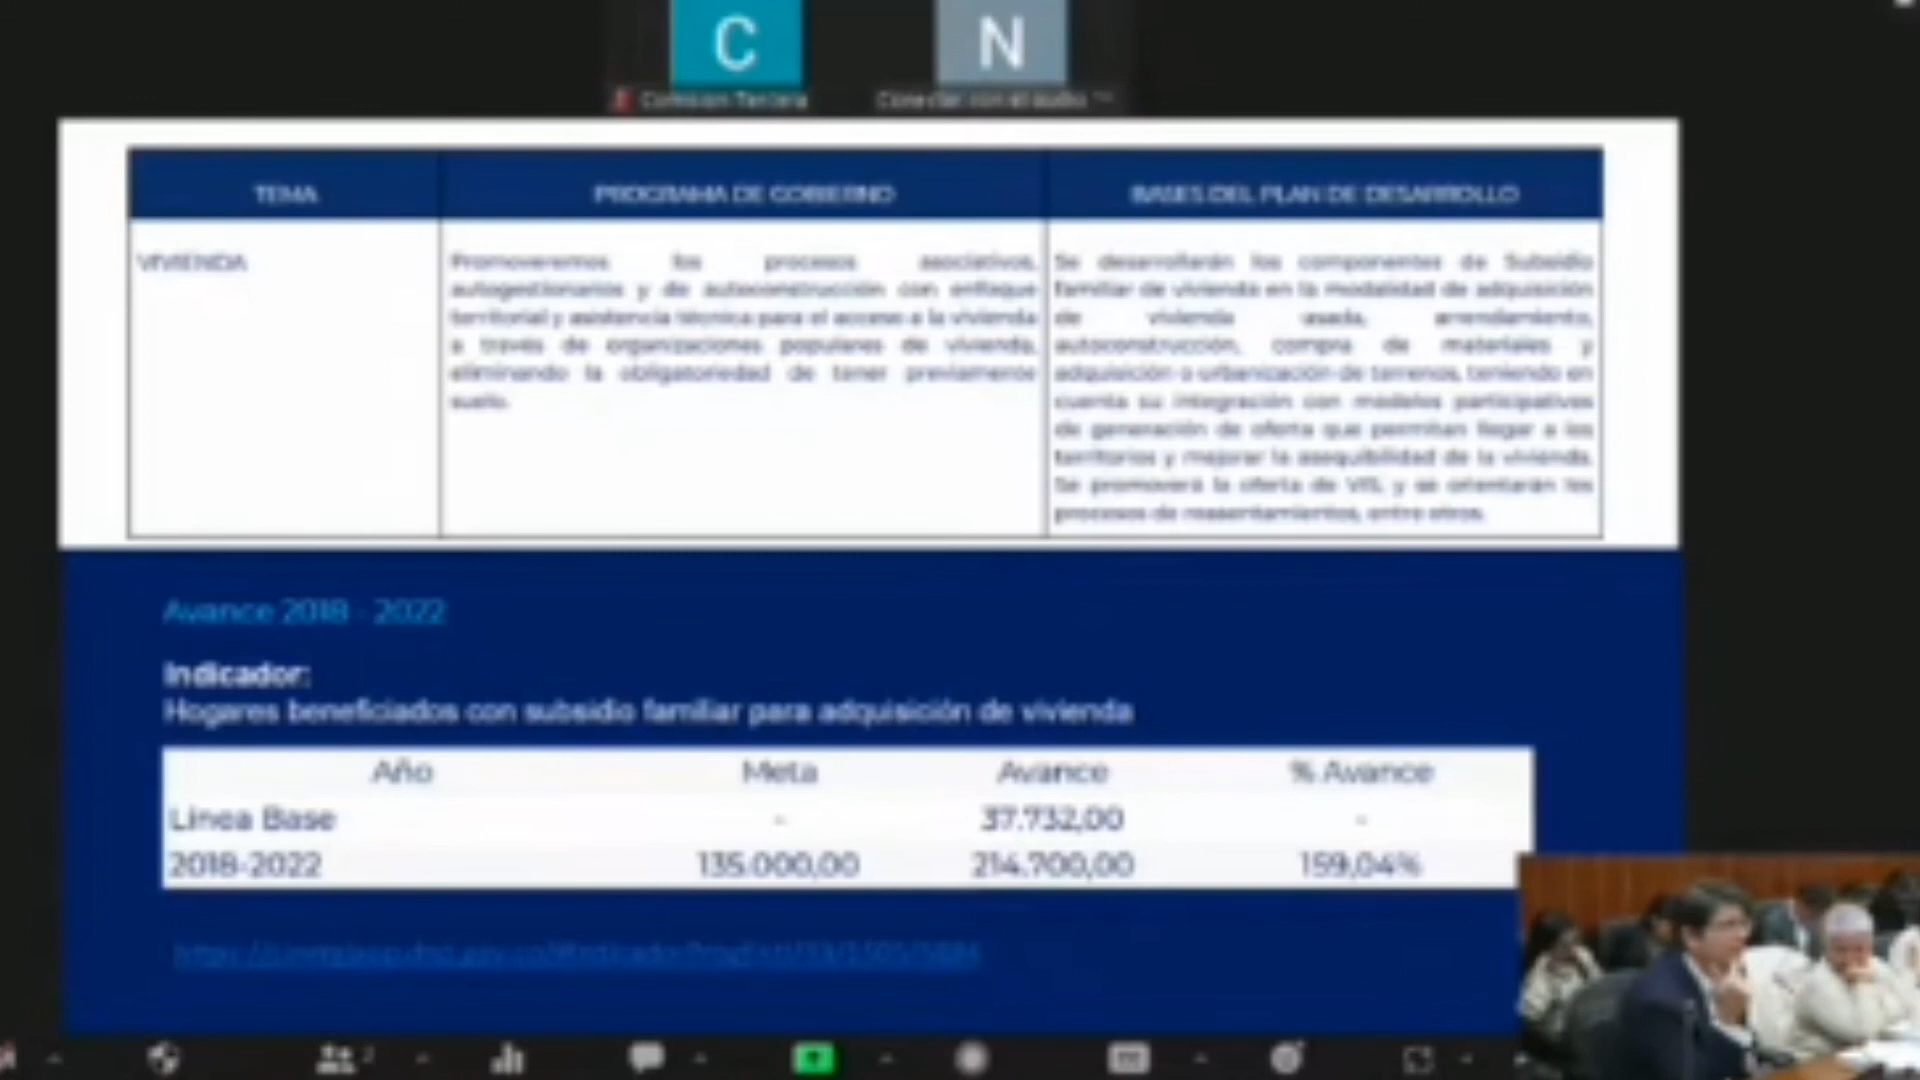 C
N
Comision Tercera
Conectar con el audio
TEMA
PROGRAMA DE GOBIERNO
BASES DEL PLAN DE DESARROLLO
VIVIENDA
Promoveremos los procesos asociativos,
autogestionarios y de autoconstrucción con enfoque
territorial y asistencia técnica para el acceso a la vivienda
a través de organizaciones populares de vivienda,
eliminando la obligatoriedad de tener previamente
suelo.
Se desarrollarán los componentes de Subsidio
familiar de vivienda en la modalidad de adquisición
de vivienda usada, arrendamiento,
autoconstrucción, compra de materiales y
adquisición o urbanización de terrenos, teniendo en
cuenta su integración con modelos participativos
de generación de oferta que permitan llegar a los
territorios y mejorar la asequibilidad de la vivienda.
Se promoverá la oferta de VIS, y se orientarán los
procesos de reasentamientos, entre otros.
Avance 2018 - 2022
Indicador:
Hogares beneficiados con subsidio familiar para adquisición de vivienda
Año Meta Avance % Avance
Línea Base - 37.732,00 -
2018-2022 135.000,00 214.700,00 159,04%